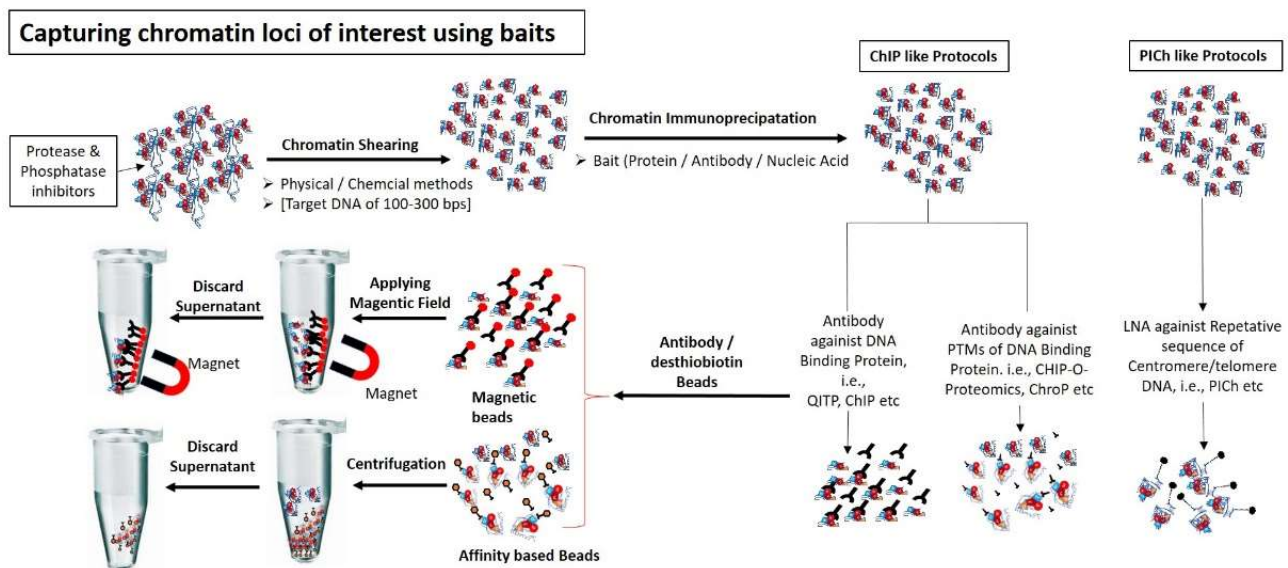 Capturing chromatin loci of interest using baits
Protease &
Phosphatase
inhibitors
Chromatin Shearing
➢ Physical / Chemcial methods
➢ [Target DNA of 100-300 bps]
Chromatin Immunoprecipatation
➢ Bait (Protein / Antibody / Nucleic Acid
ChIP like Protocols
PICh like Protocols
Antibody
against DNA
Binding Protein,
i.e.,
QITP, ChIP etc
Antibody against
PTMs of DNA Binding
Protein. i.e., CHIP-O-
Proteomics, ChroP etc
LNA againist Repetative
sequence of
Centromere/telomere
DNA, i.e., PICh etc
Antibody /
desthiobiotin
Beads
Magnetic
beads
Applying
Magentic Field
Magnet
Discard
Supernatant
Magnet
Affinity based Beads
Centrifugation
Discard
Supernatant